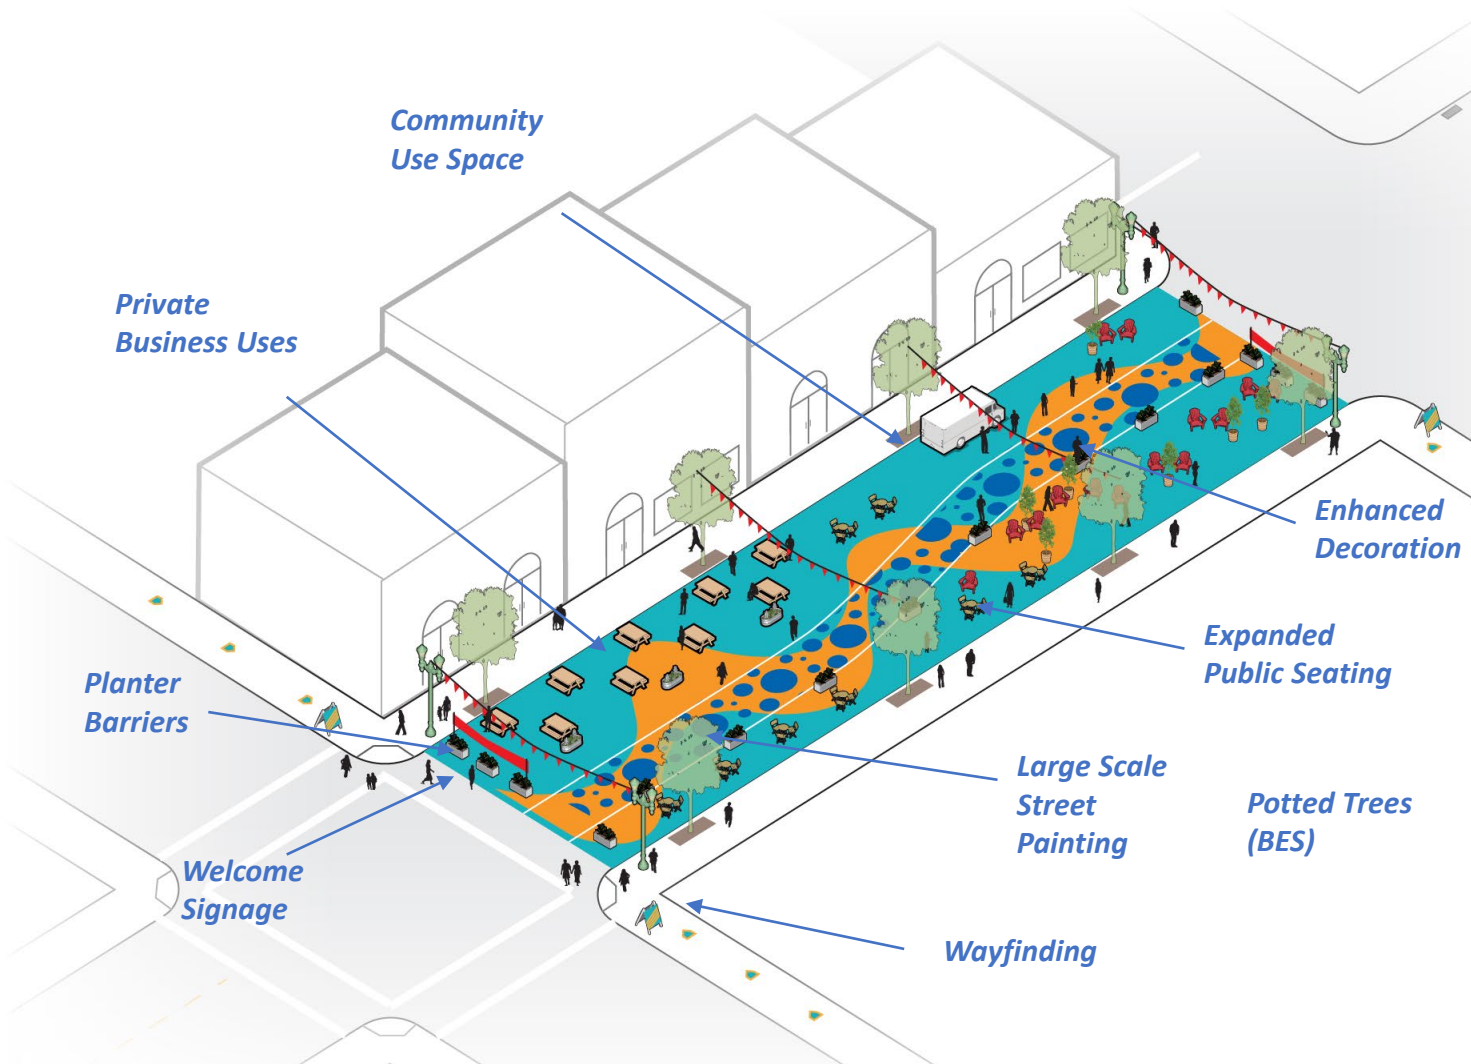 Community
Use Space
Private
Business Uses
Enhanced
Decoration
Expanded
Public Seating
Planter
Barriers
Large Scale
Street
Painting
Potted Trees
(BES)
Welcome
Signage
Wayfinding